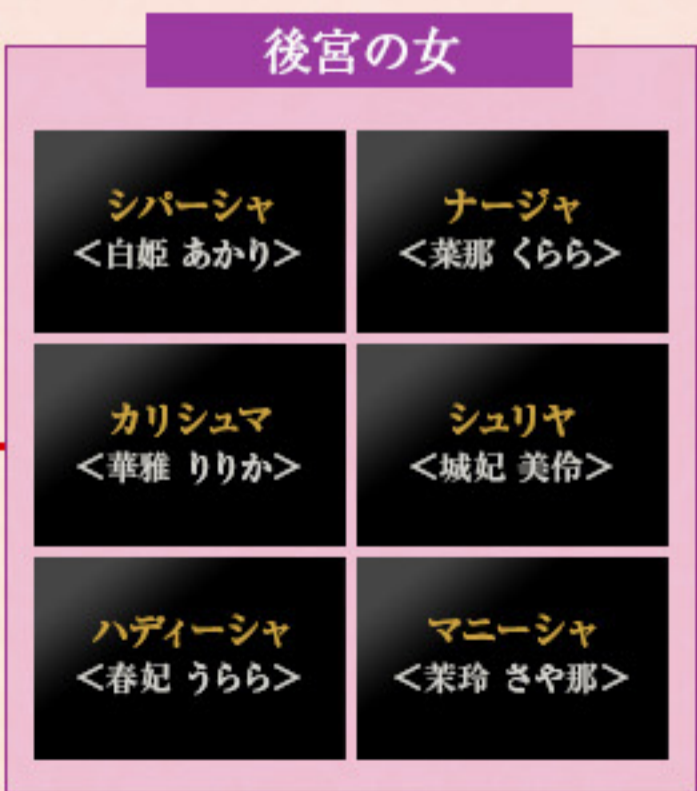 後宮の女
シパーシャ
＜白姫 あかり＞
ナージャ
＜菜那 くらら＞
カリシュマ
＜華雅 りりか＞
シュリヤ
＜城妃 美伶＞
ハディーシャ
＜春妃 うらら＞
マニーシャ
＜茉玲 さや那＞